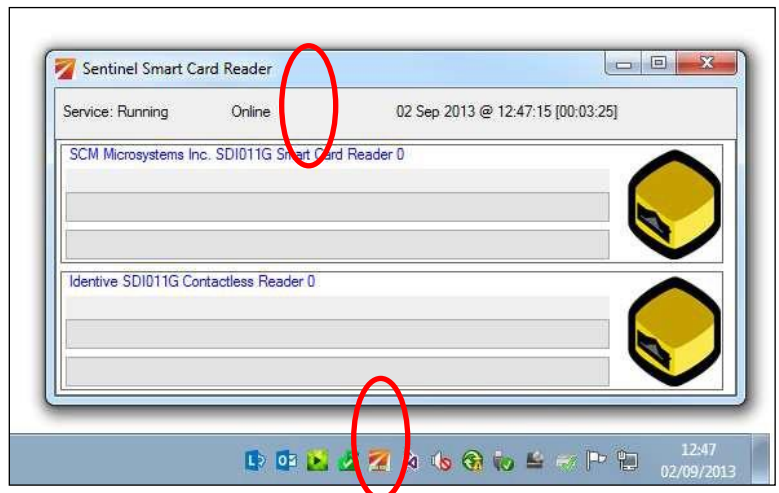 Sentinel Smart Card Reader
Service: Running Online 02 Sep 2013 @ 12:47:15 [00:03:25]
SCM Microsystems Inc. SDI011G Smart Card Reader 0
Identive SDI011G Contactless Reader 0
12:47
02/09/2013